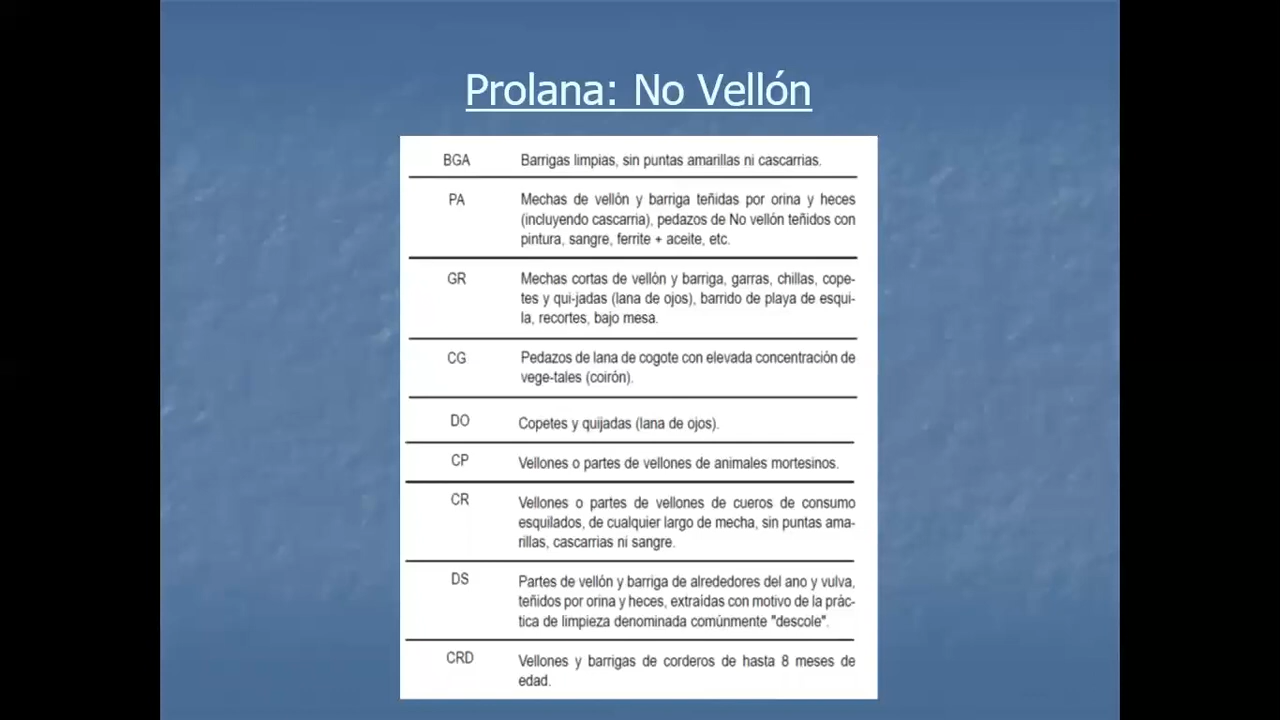 Prolana: No Vellón
BGA Barrigas limpias, sin puntas amarillas ni cascarrias.
PA Mechas de vellón y barriga teñidas por orina y heces
(incluyendo cascarria), pedazos de No vellón teñidos con
pintura, sangre, ferrite + aceite, etc.
GR Mechas cortas de vellón y barriga, garras, chillas, cope-
tes y qui-jadas (lana de ojos), barrido de playa de esqui-
la, recortes, bajo mesa.
CG Pedazos de lana de cogote con elevada concentración de
vege-tales (coirón).
DO Copetes y quijadas (lana de ojos).
CP Vellones o partes de vellones de animales mortesinos.
CR Vellones o partes de vellones de cueros de consumo
esquilados, de cualquier largo de mecha, sin puntas ama-
rillas, cascarrias ni sangre.
DS Partes de vellón y barriga de alrededores del ano y vulva,
teñidos por orina y heces, extraídas con motivo de la prác-
tica de limpieza denominada comúnmente "descole".
CRD Vellones y barrigas de corderos de hasta 8 meses de
edad.